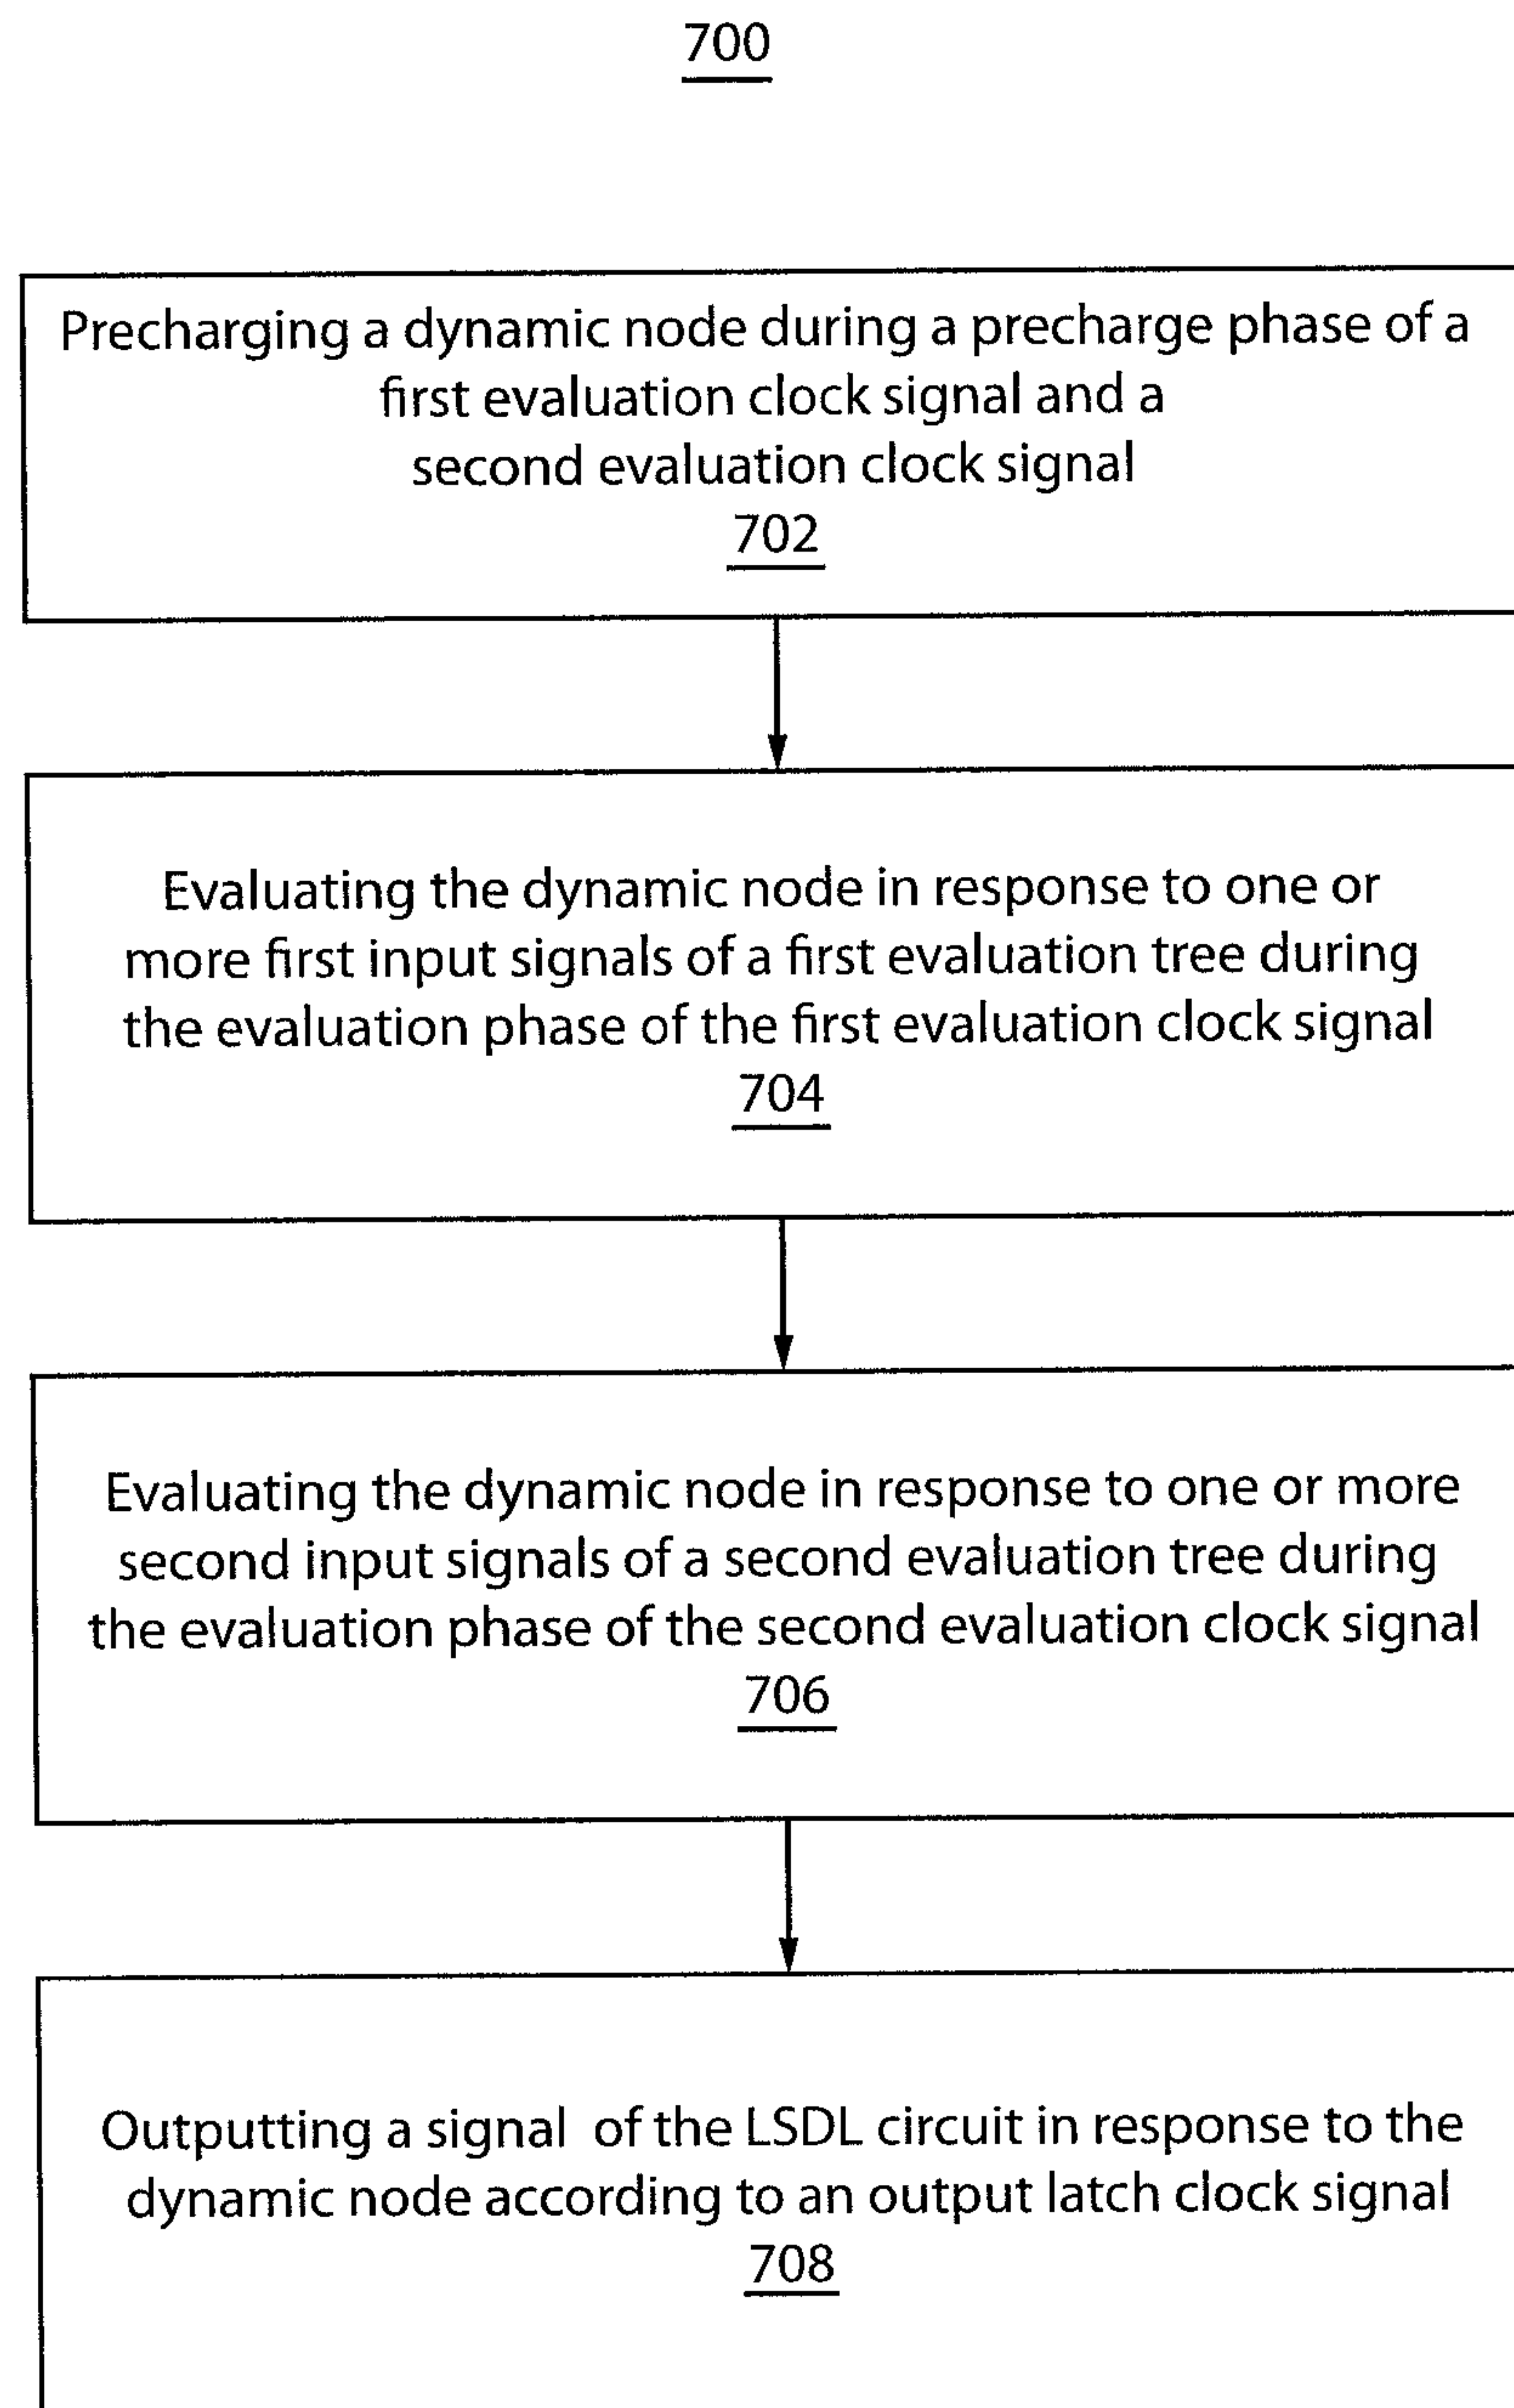 700
Precharging a dynamic node during a precharge phase of a
first evaluation clock signal and a
second evaluation clock signal
702
Evaluating the dynamic node in response to one or
more first input signals of a first evaluation tree during
the evaluation phase of the first evaluation clock signal
704
Evaluating the dynamic node in response to one or more
second input signals of a second evaluation tree during
the evaluation phase of the second evaluation clock signal
706
Outputting a signal of the LSDL circuit in response to the
dynamic node according to an output latch clock signal
708